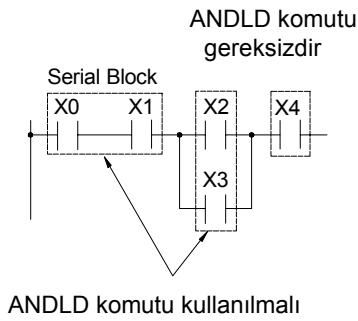 ANDLD komutu
gereksizdir
Serial Block
X0 X1 X2 X4
X3
ANDLD komutu kullanılmalı